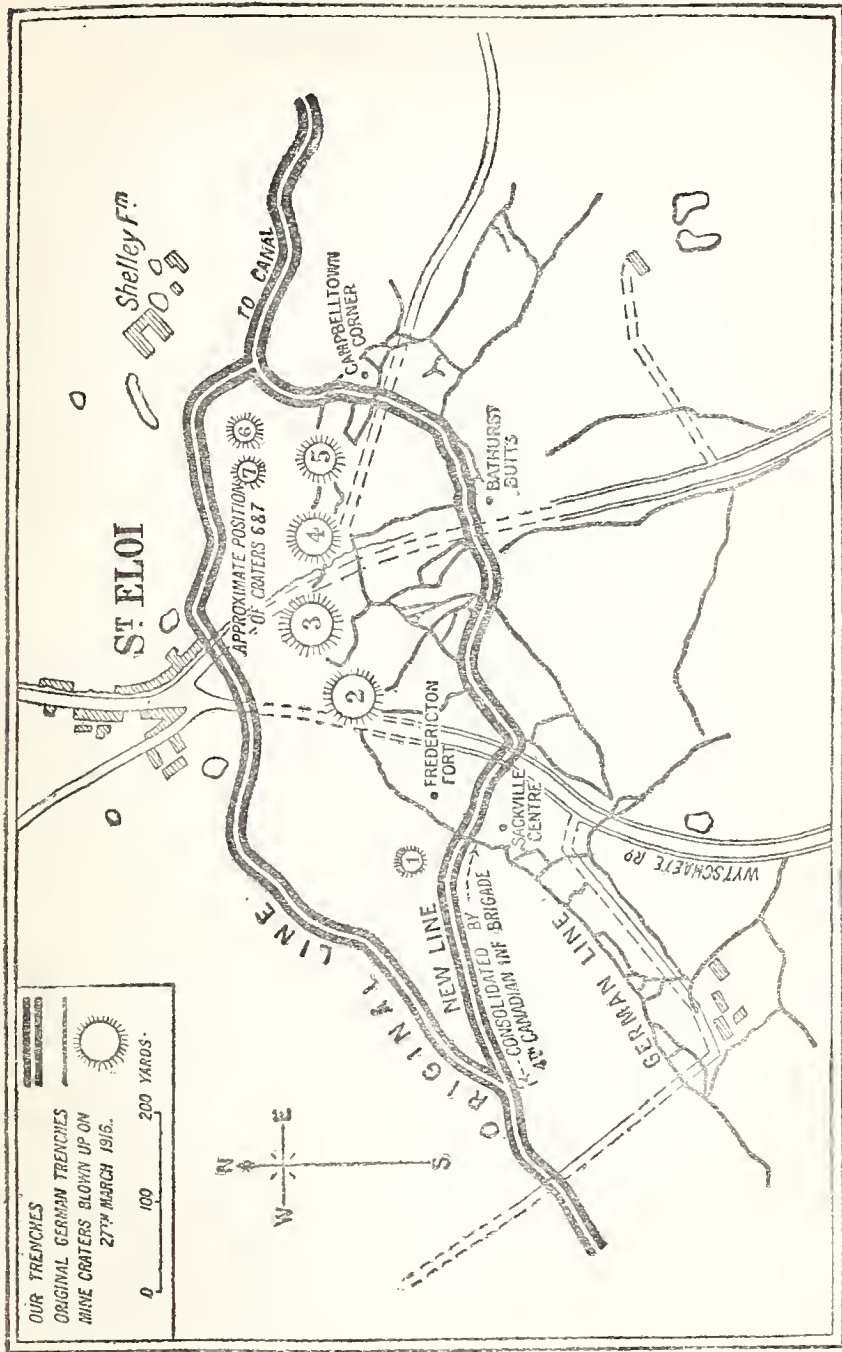 OUR TRENCHES
ORIGINAL GERMAN TRENCHES
MINE CRATERS BLOWN UP ON
27TH MARCH 1916.
0 100 200 YARDS.
N
W E
S
ST ELOI
Shelley Fm
TO CANAL
ORIGINAL LINE
APPROXIMATE POSITION
OF CRATERS 6&7
7
6
5
4
3
2
1
CAMPBELLTOWN
CORNER
BATHURST
BUTTS
FREDERICTON
FORT
SACKVILLE
CENTRE
NEW LINE
CONSOLIDATED BY
4TH CANADIAN INF BRIGADE
GERMAN LINE
WYTSCHAETE RD